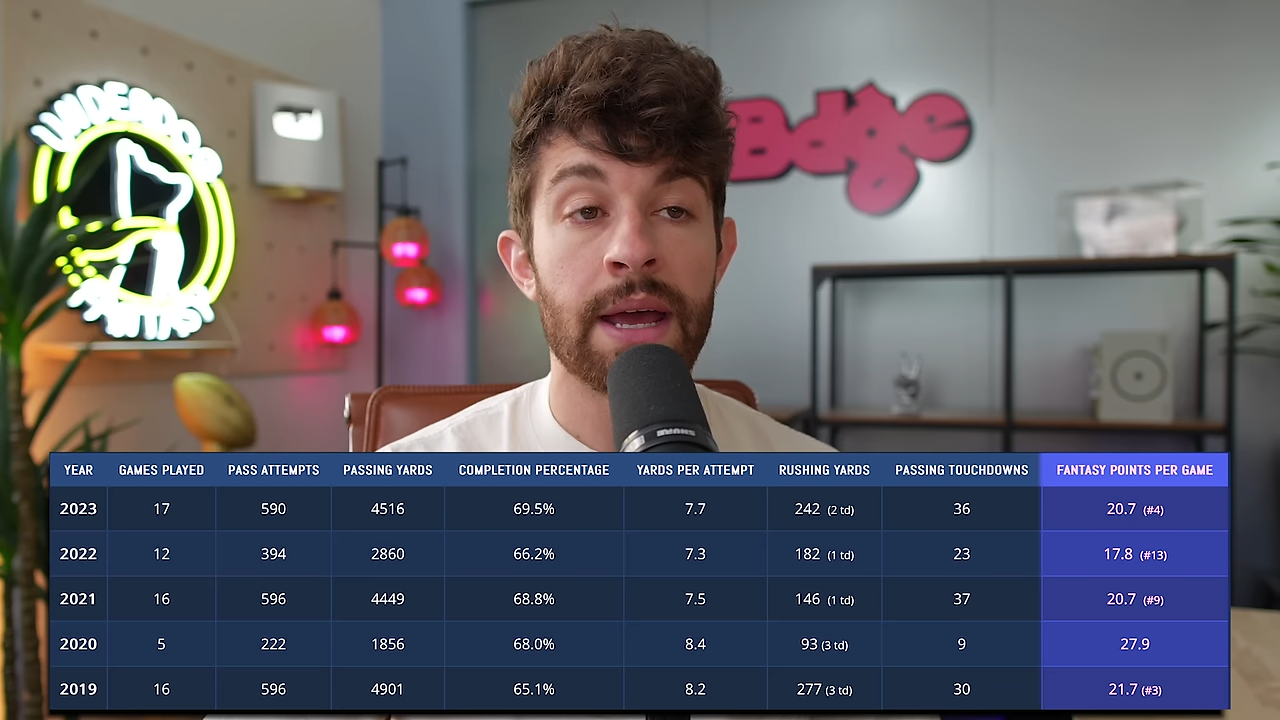 UNDERDOG
FANTASY
Bdge
SHURE
YEAR GAMES PLAYED PASS ATTEMPTS PASSING YARDS COMPLETION PERCENTAGE YARDS PER ATTEMPT RUSHING YARDS PASSING TOUCHDOWNS FANTASY POINTS PER GAME
2023 17 590 4516 69.5% 7.7 242 (2 td) 36 20.7 (#4)
2022 12 394 2860 66.2% 7.3 182 (1 td) 23 17.8 (#13)
2021 16 596 4449 68.8% 7.5 146 (1 td) 37 20.7 (#9)
2020 5 222 1856 68.0% 8.4 93 (3 td) 9 27.9
2019 16 596 4901 65.1% 8.2 277 (3 td) 30 21.7 (#3)